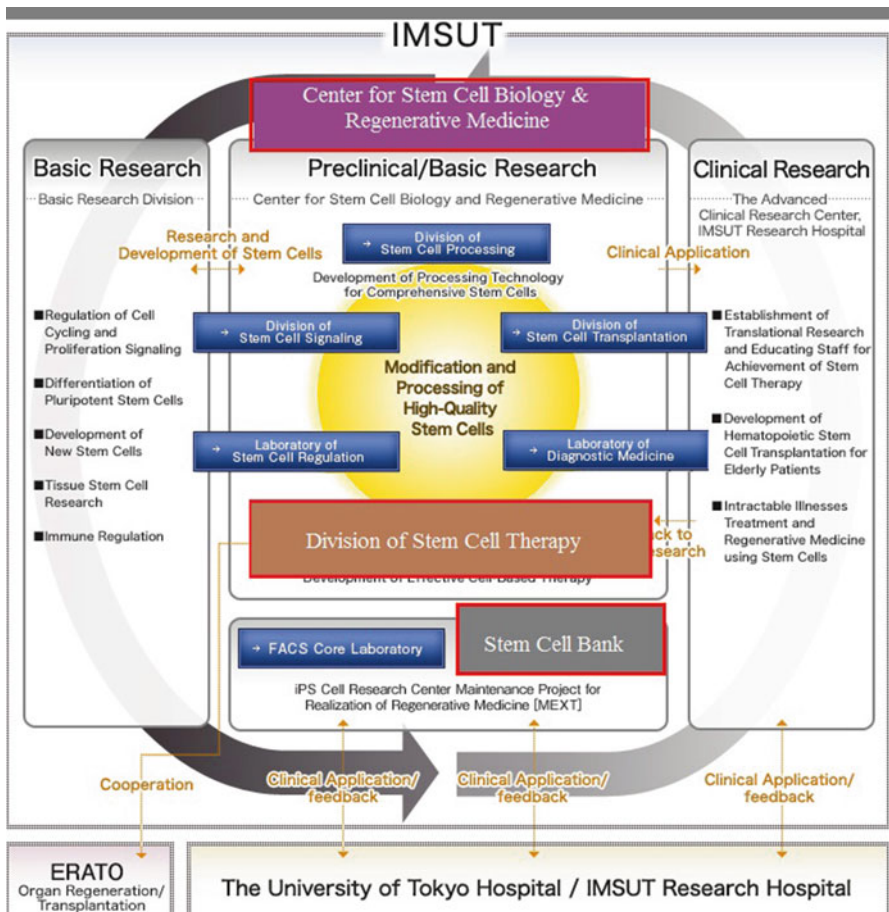 IMSUT
Center for Stem Cell Biology &
Regenerative Medicine
Basic Research
Basic Research Division
Preclinical/Basic Research
Center for Stem Cell Biology and Regenerative Medicine
Clinical Research
The Advanced
Clinical Research Center,
IMSUT Research Hospital
Research and
Development of Stem Cells
→ Division of
Stem Cell Processing
Clinical Application
Development of Processing Technology
for Comprehensive Stem Cells
■Regulation of Cell
Cycling and
Proliferation Signaling
■Differentiation of
Pluripotent Stem Cells
■Development of
New Stem Cells
■Tissue Stem Cell
Research
■Immune Regulation
→ Division of
Stem Cell Signaling
→ Division of
Stem Cell Transplantation
Modification and
Processing of
High-Quality
Stem Cells
→ Laboratory of
Stem Cell Regulation
→ Laboratory of
Diagnostic Medicine
■Establishment of
Translational Research
and Educating Staff for
Achievement of Stem
Cell Therapy
■Development of
Hematopoietic Stem
Cell Transplantation for
Elderly Patients
■Intractable Illnesses
Treatment and
Regenerative Medicine
using Stem Cells
Division of Stem Cell Therapy
ck to
esearch
Development of Effective Cell-Based Therapy
→ FACS Core Laboratory
Stem Cell Bank
iPS Cell Research Center Maintenance Project for
Realization of Regenerative Medicine [MEXT]
Cooperation
Clinical Application/
feedback
Clinical Application/
feedback
Clinical Application/
feedback
ERATO
Organ Regeneration/
Transplantation
The University of Tokyo Hospital / IMSUT Research Hospital